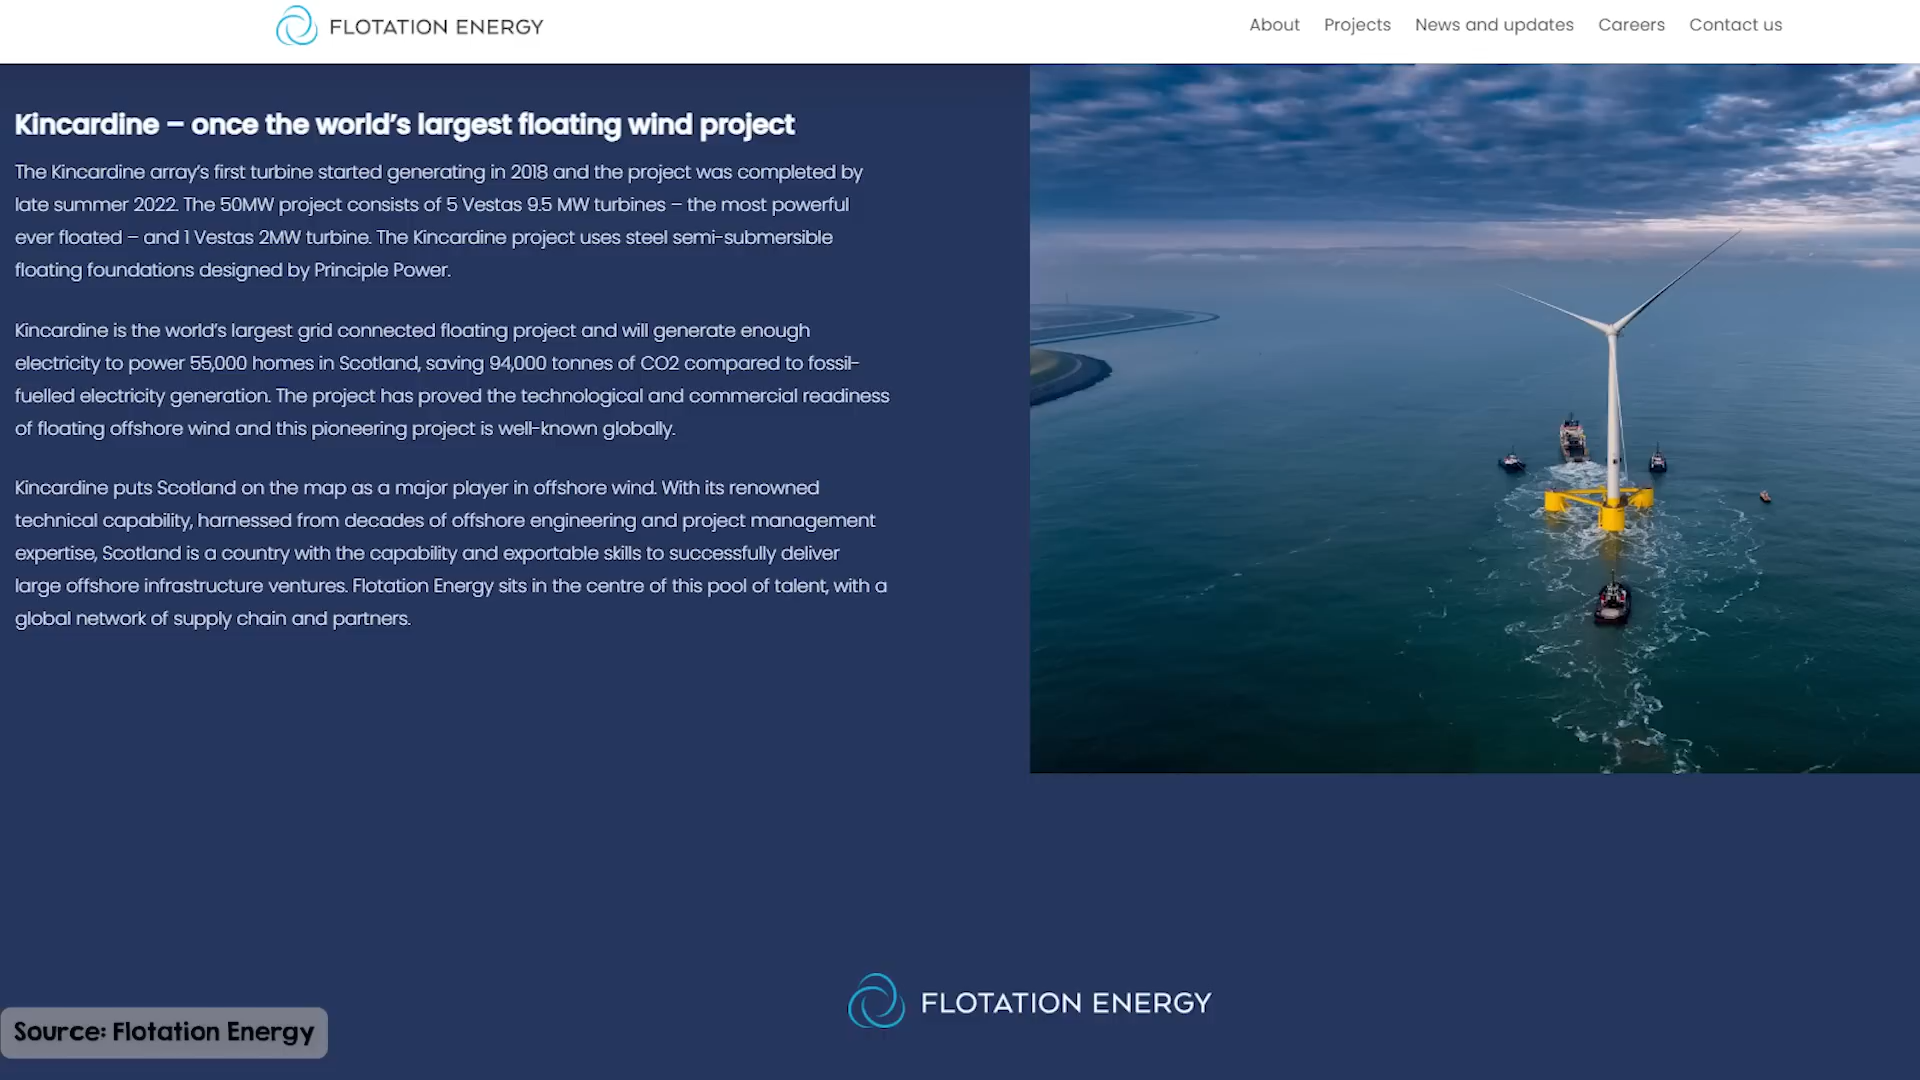 FLOTATION ENERGY
About Projects News and updates Careers Contact us
Kincardine – once the world's largest floating wind project
The Kincardine array's first turbine started generating in 2018 and the project was completed by
late summer 2022. The 50MW project consists of 5 Vestas 9.5 MW turbines – the most powerful
ever floated – and 1 Vestas 2MW turbine. The Kincardine project uses steel semi-submersible
floating foundations designed by Principle Power.
Kincardine is the world's largest grid connected floating project and will generate enough
electricity to power 55,000 homes in Scotland, saving 94,000 tonnes of CO2 compared to fossil-
fuelled electricity generation. The project has proved the technological and commercial readiness
of floating offshore wind and this pioneering project is well-known globally.
Kincardine puts Scotland on the map as a major player in offshore wind. With its renowned
technical capability, harnessed from decades of offshore engineering and project management
expertise, Scotland is a country with the capability and exportable skills to successfully deliver
large offshore infrastructure ventures. Flotation Energy sits in the centre of this pool of talent, with a
global network of supply chain and partners.
FLOTATION ENERGY
Source: Flotation Energy